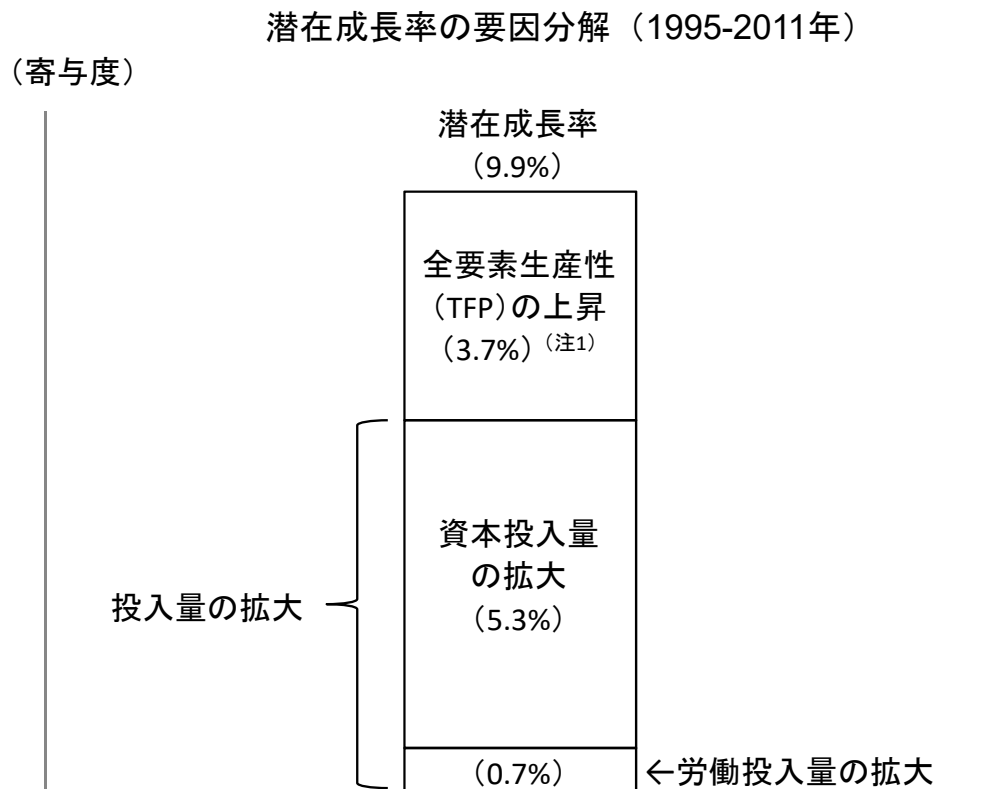 潜在成長率の要因分解（1995-2011年）
（寄与度）
潜在成長率
（9.9%）
全要素生産性
（TFP）の上昇
（3.7%）（注1）
資本投入量
の拡大
（5.3%）
投入量の拡大
（0.7%）
←労働投入量の拡大